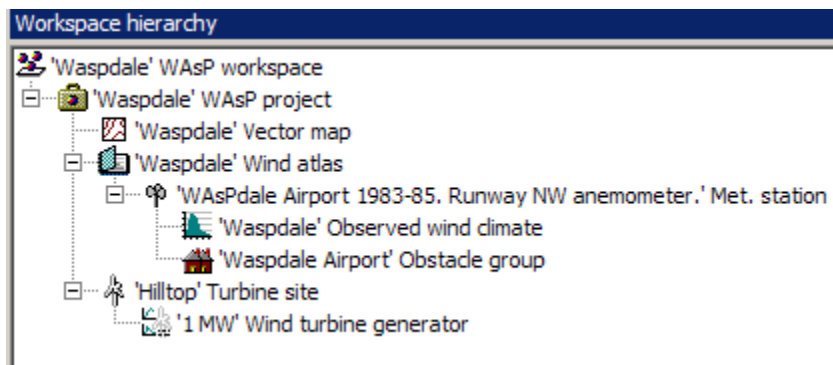 Workspace hierarchy
'Waspdale' WAsP workspace
'Waspdale' WAsP project
'Waspdale' Vector map
'Waspdale' Wind atlas
'WAsPdale Airport 1983-85. Runway NW anemometer.' Met. station
'Waspdale' Observed wind climate
'Waspdale Airport' Obstacle group
'Hilltop' Turbine site
'1 MW' Wind turbine generator